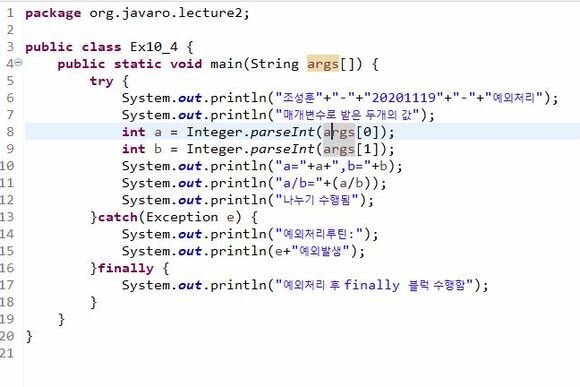 1 package org.javaro.lecture2;
2
3 public class Ex10_4 {
4 public static void main(String args[]) {
5 try {
6 System.out.println("조성훈"+"-"+"20201119"+"-"+"예외처리");
7 System.out.println("매개변수로 받은 두개의 값");
8 int a = Integer.parseInt(args[0]);
9 int b = Integer.parseInt(args[1]);
10 System.out.println("a="+a+",b="+b);
11 System.out.println("a/b="+(a/b));
12 System.out.println("나누기 수행됨");
13 }catch(Exception e) {
14 System.out.println("예외처리루틴:");
15 System.out.println(e+"예외발생");
16 }finally {
17 System.out.println("예외처리 후 finally 블럭 수행함");
18 }
19 }
20 }
21